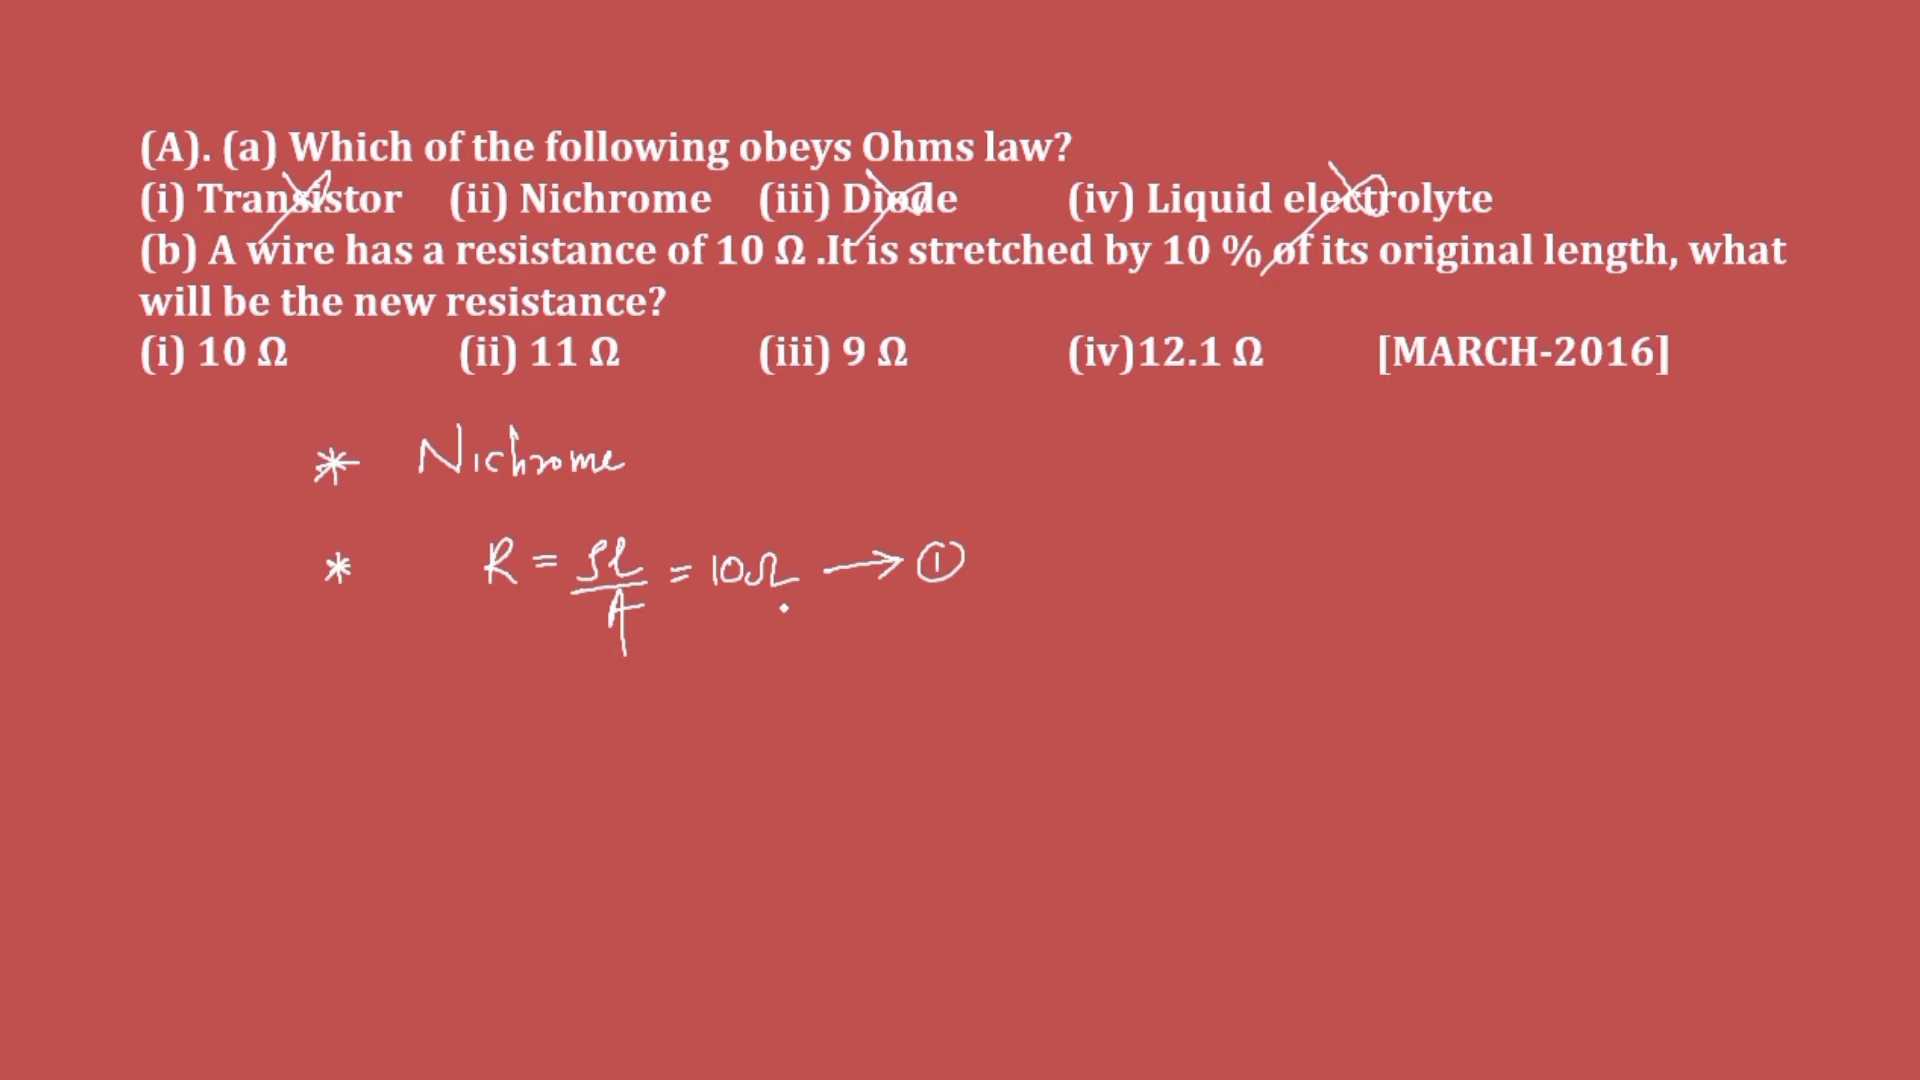 (A). (a) Which of the following obeys Ohms law?
(i) Transistor (ii) Nichrome (iii) Diode (iv) Liquid electrolyte
(b) A wire has a resistance of 10 Ω .It is stretched by 10 % of its original length, what
will be the new resistance?
(i) 10 Ω (ii) 11 Ω (iii) 9 Ω (iv)12.1 Ω [MARCH-2016]
* Nichrome
* R = ρl/A = 10Ω → ①